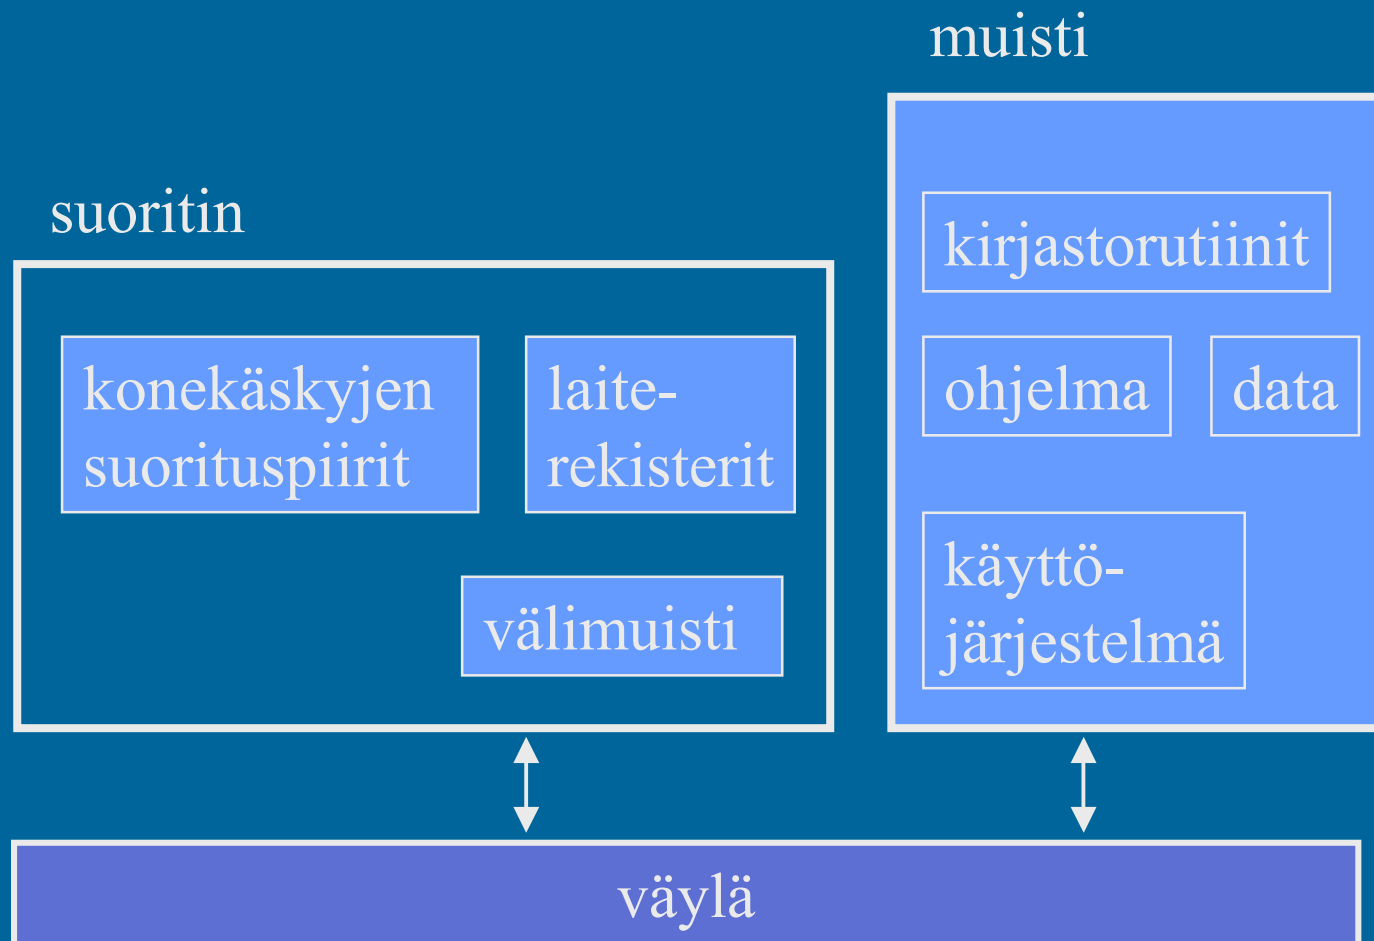 muisti
suoritin
kirjastorutiinit
konekäskyjen
suorituspiirit
laite-
rekisterit
ohjelma
data
välimuisti
käyttö-
järjestelmä
väylä